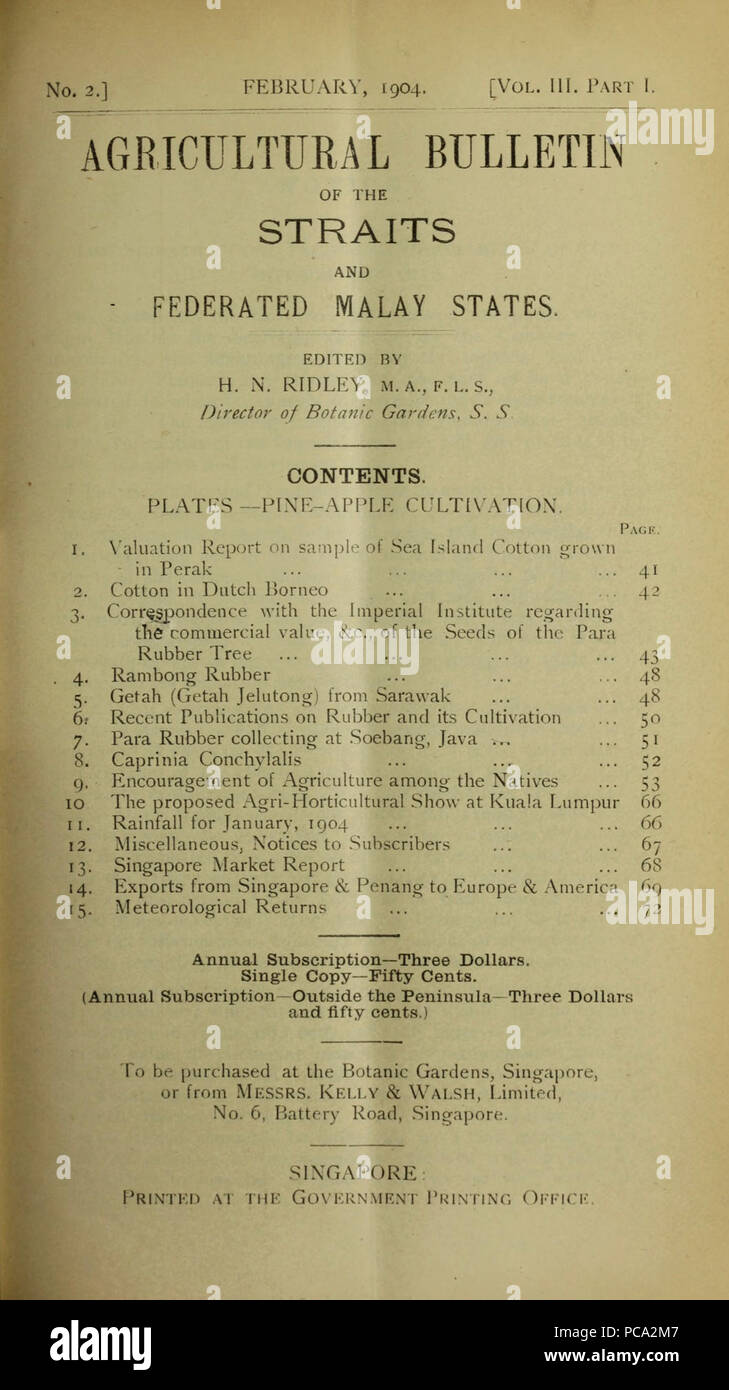 No. 2.] FEBRUARY, 1904. [VOL. III. PART I.
AGRICULTURAL BULLETIN
OF THE
STRAITS
AND
FEDERATED MALAY STATES.
EDITED BY
H. N. RIDLEY, M. A., F. L. S.,
Director of Botanic Gardens, S. S.
CONTENTS.
PLATES—PINE-APPLE CULTIVATION.
PAGE.
1. Valuation Report on sample of Sea Island Cotton grown
in Perak ... ... ... ... 41
2. Cotton in Dutch Borneo ... ... ... 42
3. Correspondence with the Imperial Institute regarding
the commercial value, &c., of the Seeds of the Para
Rubber Tree ... ... ... ... 43
4. Rambong Rubber ... ... ... 48
5. Getah (Getah Jelutong) from Sarawak ... ... 48
6. Recent Publications on Rubber and its Cultivation ... 50
7. Para Rubber collecting at Soebang, Java ... ... 51
8. Caprinia Conchylalis ... ... ... 52
9. Encouragement of Agriculture among the Natives ... 53
10 The proposed Agri-Horticultural Show at Kuala Lumpur 66
11. Rainfall for January, 1904 ... ... ... 66
12. Miscellaneous, Notices to Subscribers ... ... 67
13. Singapore Market Report ... ... ... 68
14. Exports from Singapore & Penang to Europe & America 69
15. Meteorological Returns ... ... ... 72
Annual Subscription—Three Dollars.
Single Copy—Fifty Cents.
(Annual Subscription—Outside the Peninsula—Three Dollars
and fifty cents.)
To be purchased at the Botanic Gardens, Singapore,
or from MESSRS. KELLY & WALSH, Limited,
No. 6, Battery Road, Singapore.
SINGAPORE:
PRINTED AT THE GOVERNMENT PRINTING OFFICE.
alamy
Image ID: PCA2M7
www.alamy.com